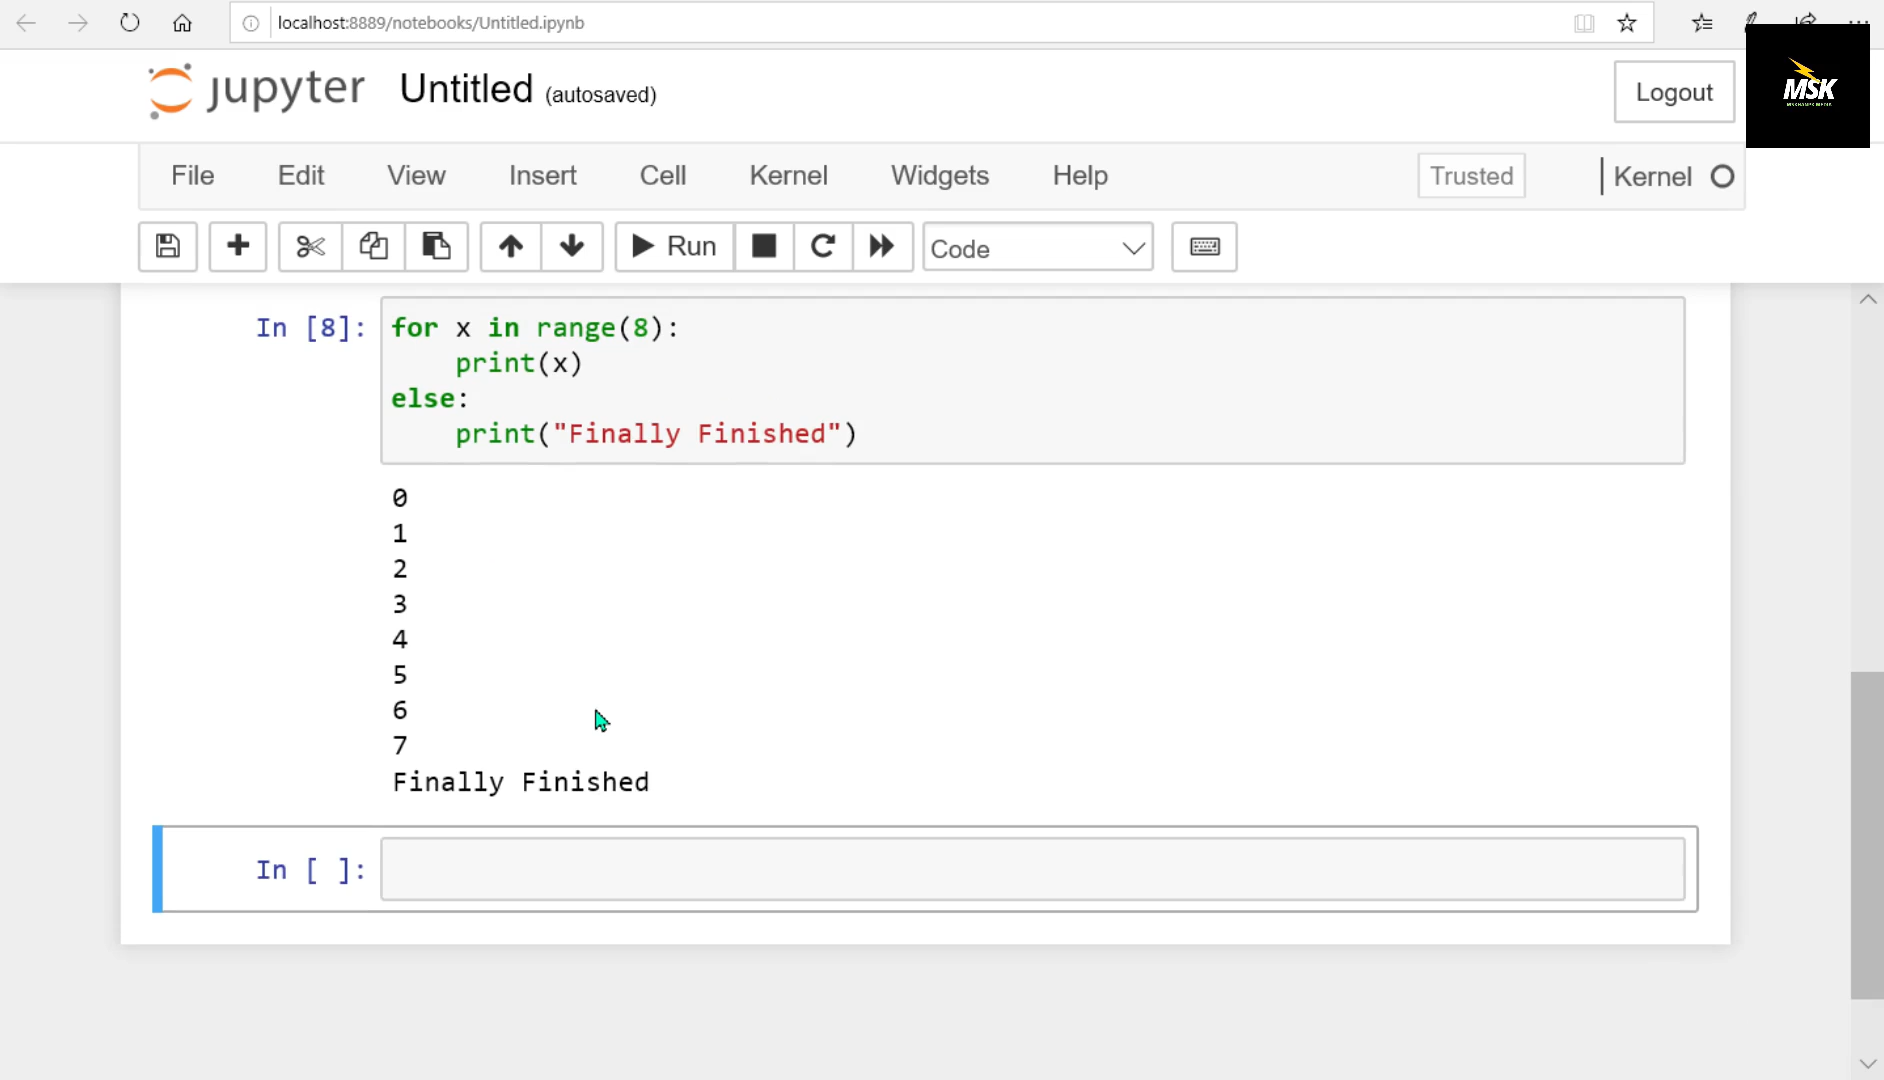 localhost:8889/notebooks/Untitled.ipynb
MSK
jupyter Untitled (autosaved)
Logout
File Edit View Insert Cell Kernel Widgets Help Trusted Kernel
Run Code
In [8]: for x in range(8):
    print(x)
else:
    print("Finally Finished")
0
1
2
3
4
5
6
7
Finally Finished
In [ ]: